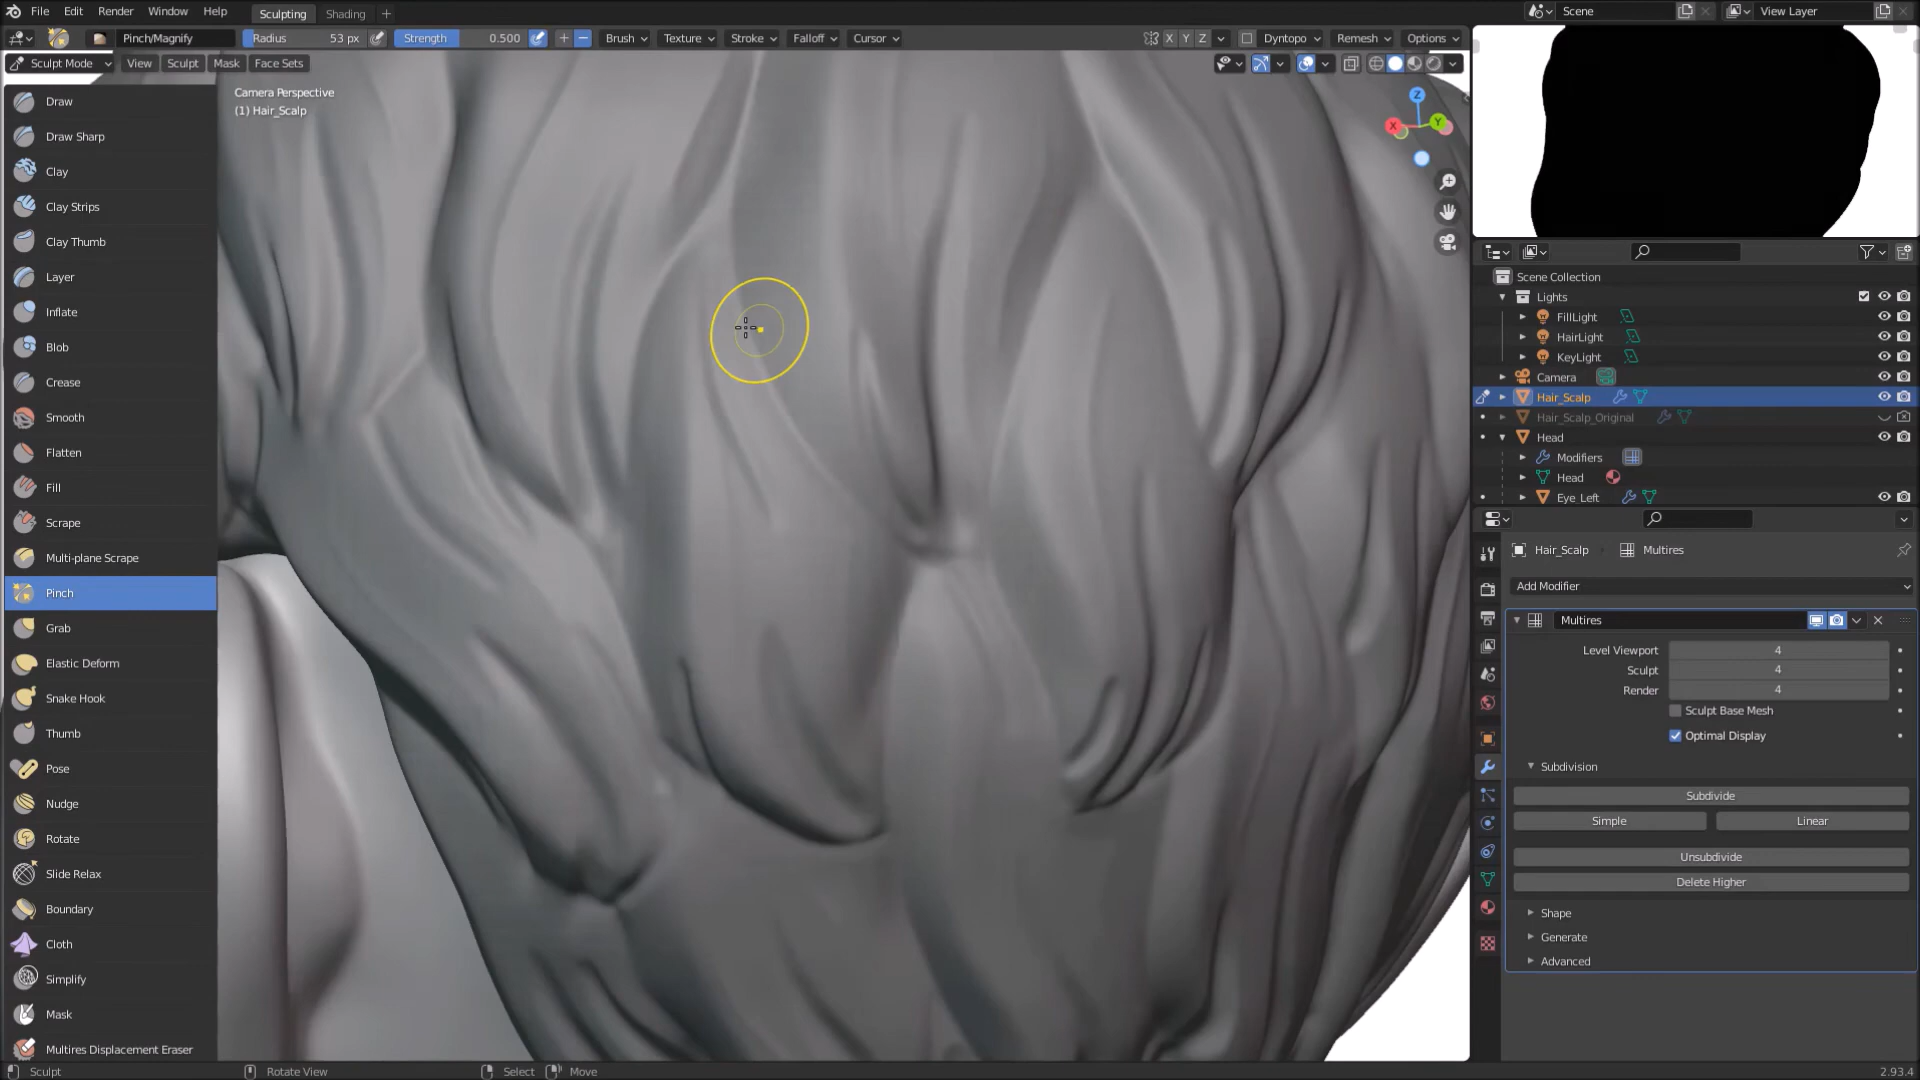 File Edit Render Window Help Sculpting Shading + Scene View Layer
Pinch/Magnify Radius 53 px Strength 0.500 Brush Texture Stroke Falloff Cursor X Y Z Dyntopo Remesh Options
Sculpt Mode View Sculpt Mask Face Sets
Camera Perspective
(1) Hair_Scalp
Z
X Y
Draw
Draw Sharp
Clay
Clay Strips
Clay Thumb
Layer
Inflate
Blob
Crease
Smooth
Flatten
Fill
Scrape
Multi-plane Scrape
Pinch
Grab
Elastic Deform
Snake Hook
Thumb
Pose
Nudge
Rotate
Slide Relax
Boundary
Cloth
Simplify
Mask
Multires Displacement Eraser
Scene Collection
Lights
FillLight
HairLight
KeyLight
Camera
Hair_Scalp
Hair_Scalp_Original
Head
Modifiers
Head
Eye_Left
Hair_Scalp Multires
Add Modifier
Multires
Level Viewport 4
Sculpt 4
Render 4
Sculpt Base Mesh
Optimal Display
Subdivision
Subdivide
Simple Linear
Unsubdivide
Delete Higher
Shape
Generate
Advanced
Sculpt Rotate View Select Move 2.93.4